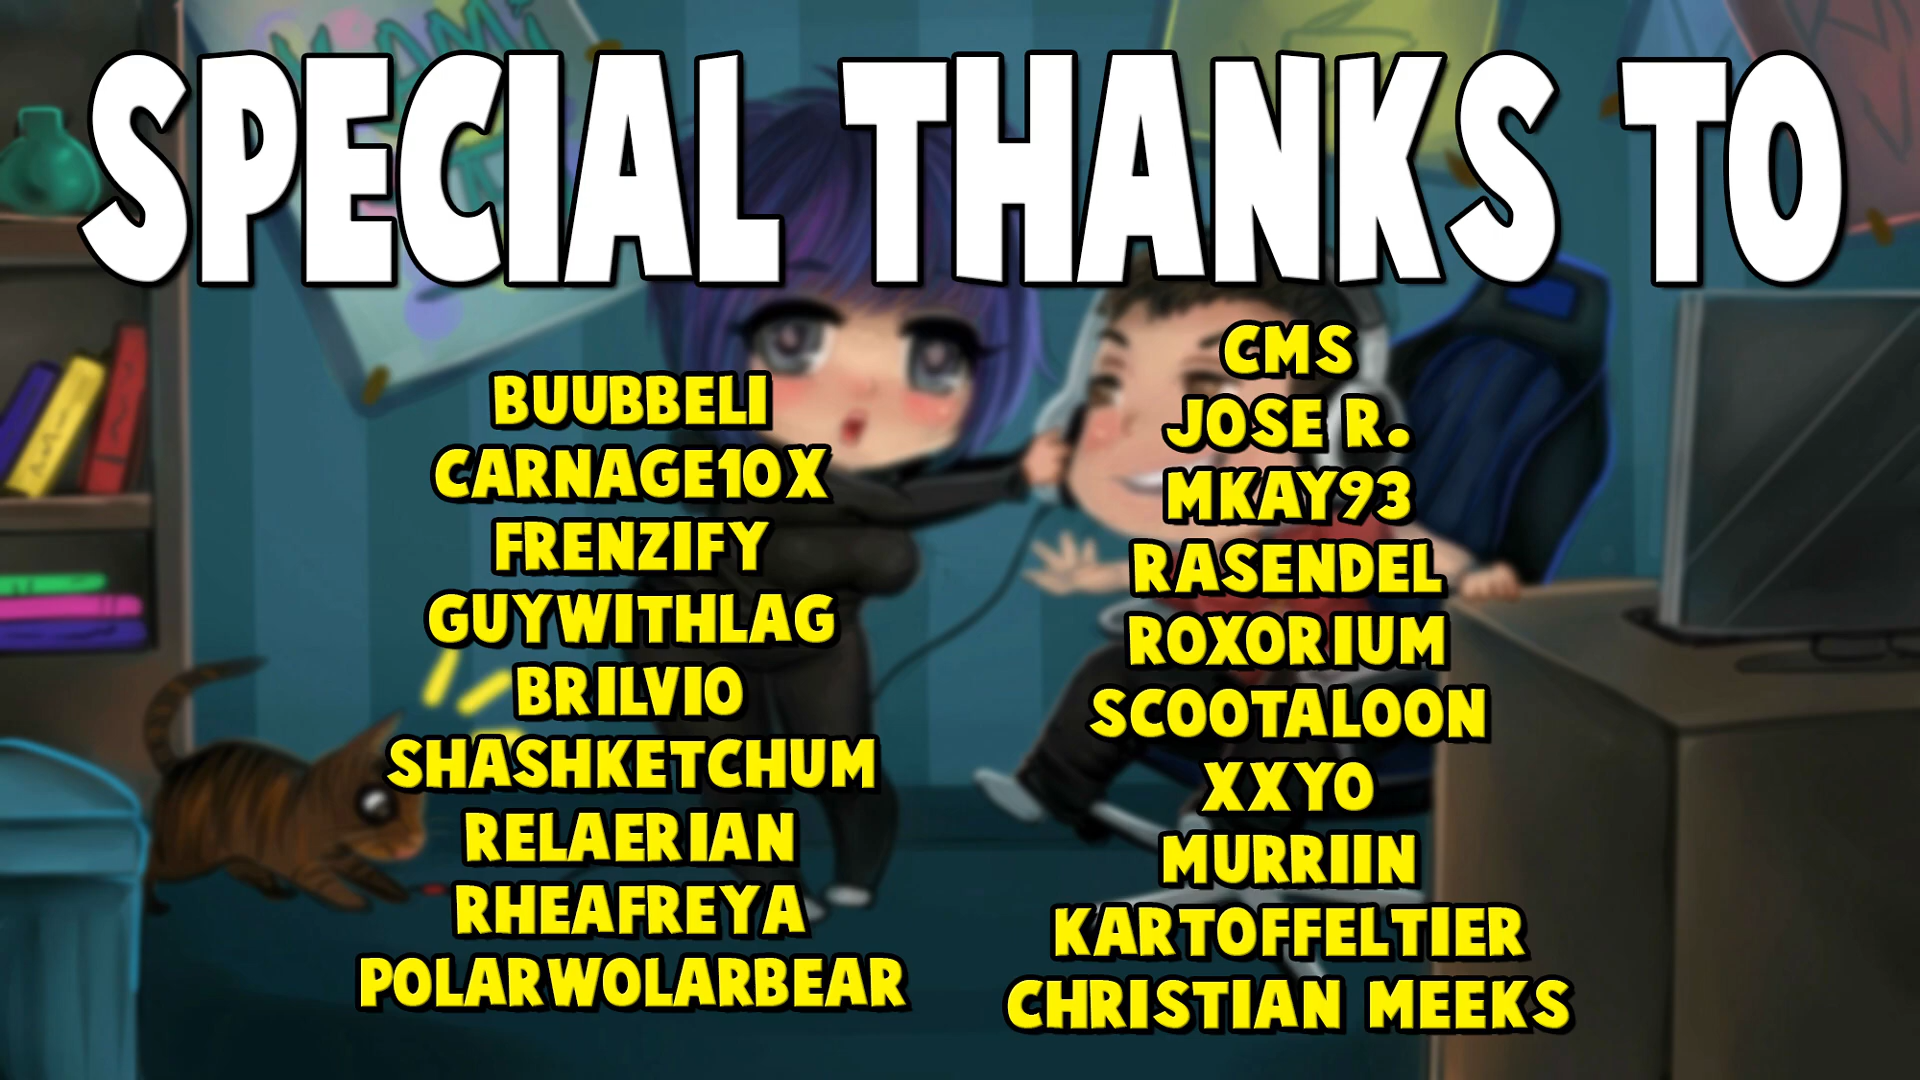 SPECIAL THANKS TO
BUUBBELI
CARNAGE10X
FRENZIFY
GUYWITHLAG
BRILVIO
SHASHKETCHUM
RELAERIAN
RHEAFREYA
POLARWOLARBEAR
CMS
JOSE R.
MKAY93
RASENDEL
ROXORIUM
SCOOTALOON
XXYO
MURRIIN
KARTOFFELTIER
CHRISTIAN MEEKS